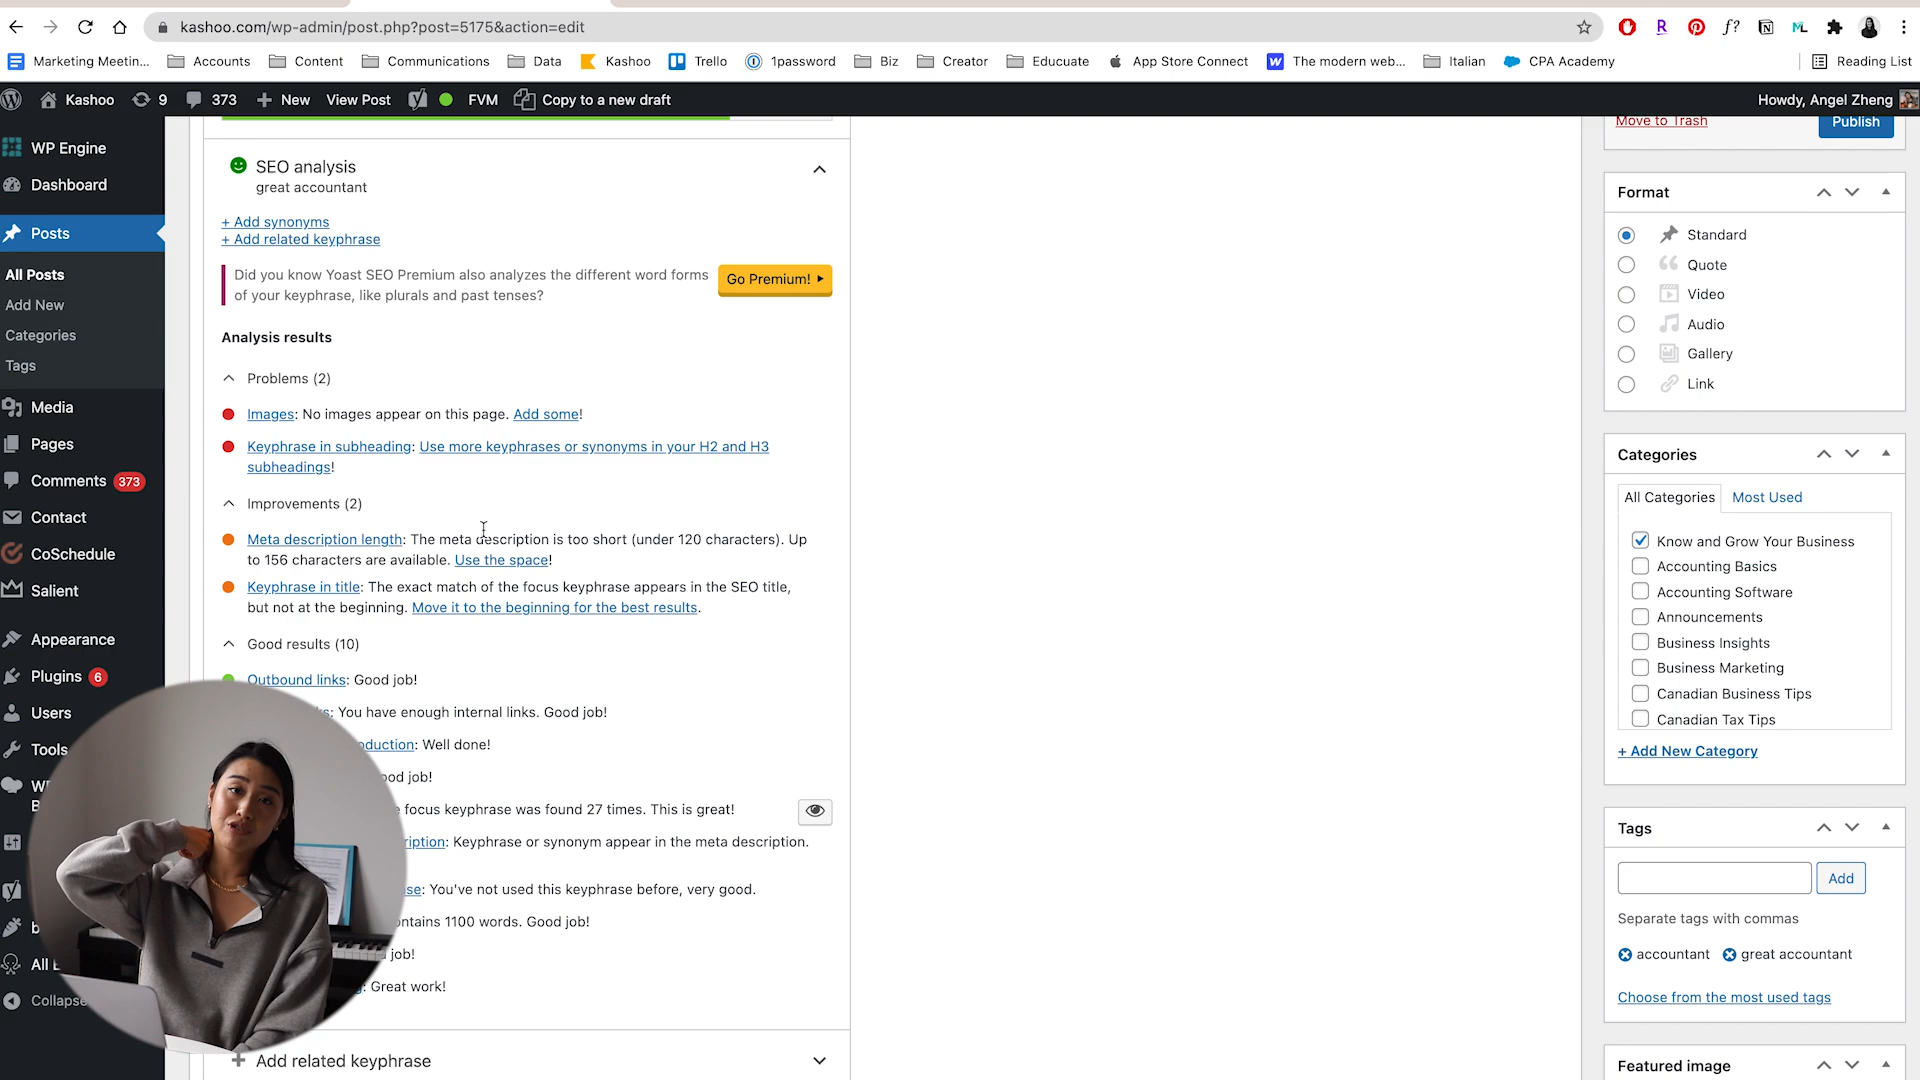 kashoo.com/wp-admin/post.php?post=5175&action=edit
Marketing Meetin...
Accounts
Content
Communications
Data
Kashoo
Trello
1password
Biz
Creator
Educuate
App Store Connect
The modern web...
Italian
CPA Academy
Reading List
Kashoo
9
373
New
View Post
FVM
Copy to a new draft
Howdy, Angel Zheng
WP Engine
Dashboard
Posts
All Posts
Add New
Categories
Tags
Media
Pages
Comments 373
Contact
CoSchedule
Salient
Appearance
Plugins 6
Users
Tools
Collapse
SEO analysis
great accountant
+ Add synonyms
+ Add related keyphrase
Did you know Yoast SEO Premium also analyzes the different word forms
of your keyphrase, like plurals and past tenses?
Go Premium!
Analysis results
Problems (2)
Images: No images appear on this page. Add some!
Keyphrase in subheading: Use more keyphrases or synonyms in your H2 and H3
subheadings!
Improvements (2)
Meta description length: The meta description is too short (under 120 characters). Up
to 156 characters are available. Use the space!
Keyphrase in title: The exact match of the focus keyphrase appears in the SEO title,
but not at the beginning. Move it to the beginning for the best results.
Good results (10)
Outbound links: Good job!
You have enough internal links. Good job!
Well done!
job!
focus keyphrase was found 27 times. This is great!
Keyphrase or synonym appear in the meta description.
You've not used this keyphrase before, very good.
1100 words. Good job!
job!
Great work!
Add related keyphrase
Move to Trash
Publish
Format
Standard
Quote
Video
Audio
Gallery
Link
Categories
All Categories
Most Used
Know and Grow Your Business
Accounting Basics
Accounting Software
Announcements
Business Insights
Business Marketing
Canadian Business Tips
Canadian Tax Tips
+ Add New Category
Tags
Add
Separate tags with commas
accountant
great accountant
Choose from the most used tags
Featured image